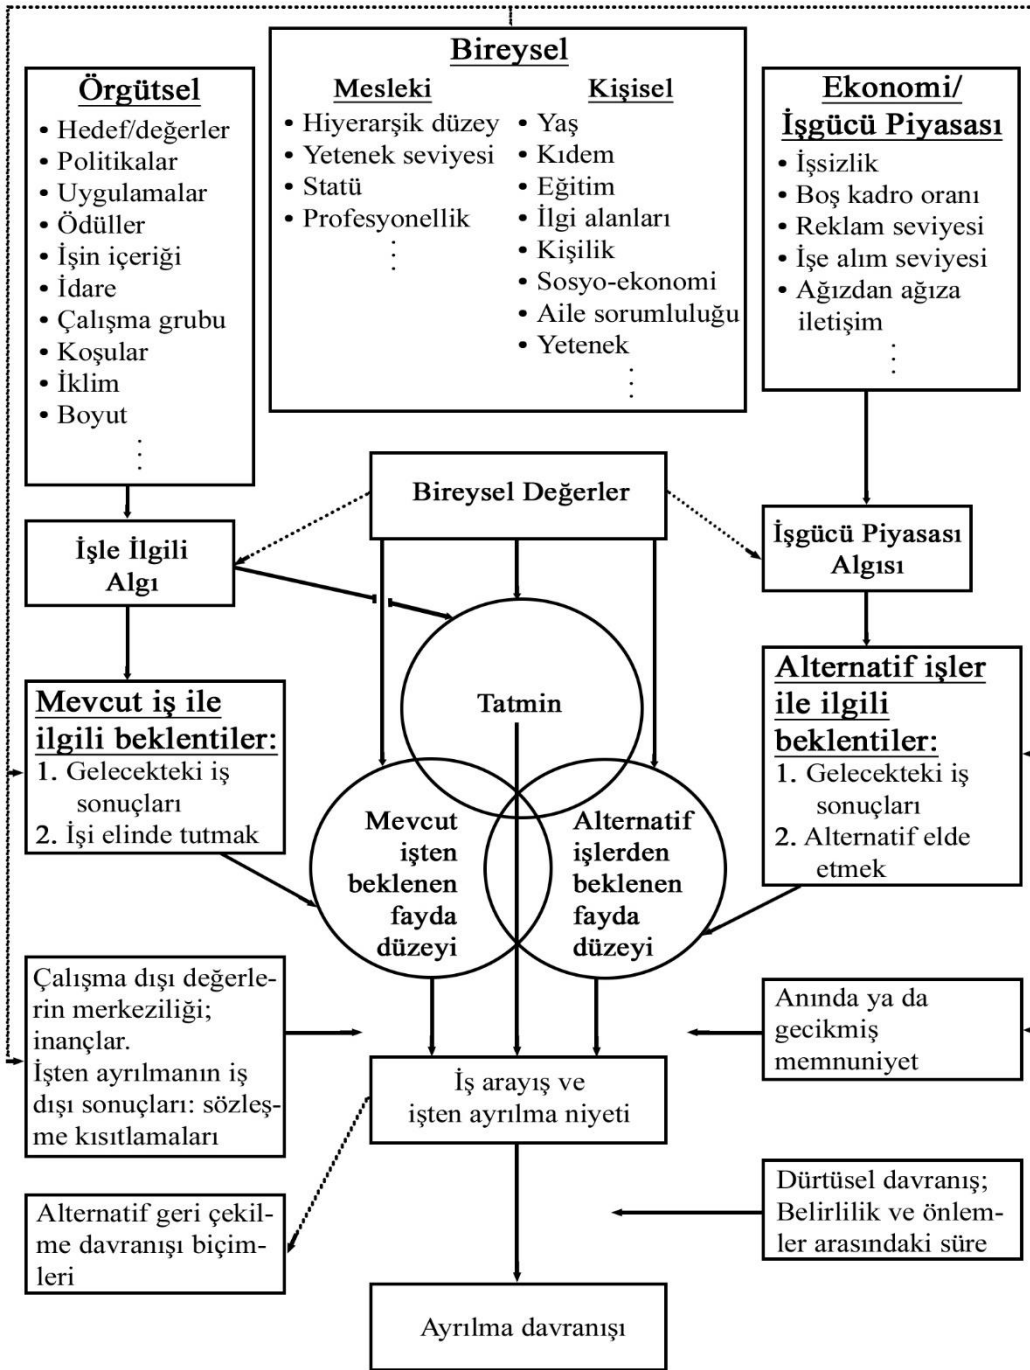 Örgütsel
• Hedef/değerler
• Politikalar
• Uygulamalar
• Ödüller
• İşin içeriği
• İdare
• Çalışma grubu
• Koşular
• İklim
• Boyut
⋮
Bireysel
Mesleki
• Hiyerarşik düzey
• Yetenek seviyesi
• Statü
• Profesyonellik
⋮
Kişisel
• Yaş
• Kıdem
• Eğitim
• İlgi alanları
• Kişilik
• Sosyo-ekonomi
• Aile sorumluluğu
• Yetenek
⋮
Ekonomi/
İşgücü Piyasası
• İşsizlik
• Boş kadro oranı
• Reklam seviyesi
• İşe alım seviyesi
• Ağızdan ağıza
iletişim
⋮
Bireysel Değerler
İşle İlgili
Algı
İşgücü Piyasası
Algısı
Mevcut iş ile
ilgili beklentiler:
1. Gelecekteki iş
sonuçları
2. İşi elinde tutmak
Tatmin
Alternatif işler
ile ilgili
beklentiler:
1. Gelecekteki iş
sonuçları
2. Alternatif elde
etmek
Mevcut
işten
beklenen
fayda
düzeyi
Alternatif
işlerden
beklenen
fayda
düzeyi
Çalışma dışı değerle-
rin merkeziliği;
inançlar.
İşten ayrılmanın iş
dışı sonuçları: sözleş-
me kısıtlamaları
Anında ya da
gecikmiş
memnuniyet
İş arayış ve
işten ayrılma niyeti
Alternatif geri çekil-
me davranışı biçim-
leri
Dürtüsel davranış;
Belirlilik ve önlem-
ler arasındaki süre
Ayrılma davranışı